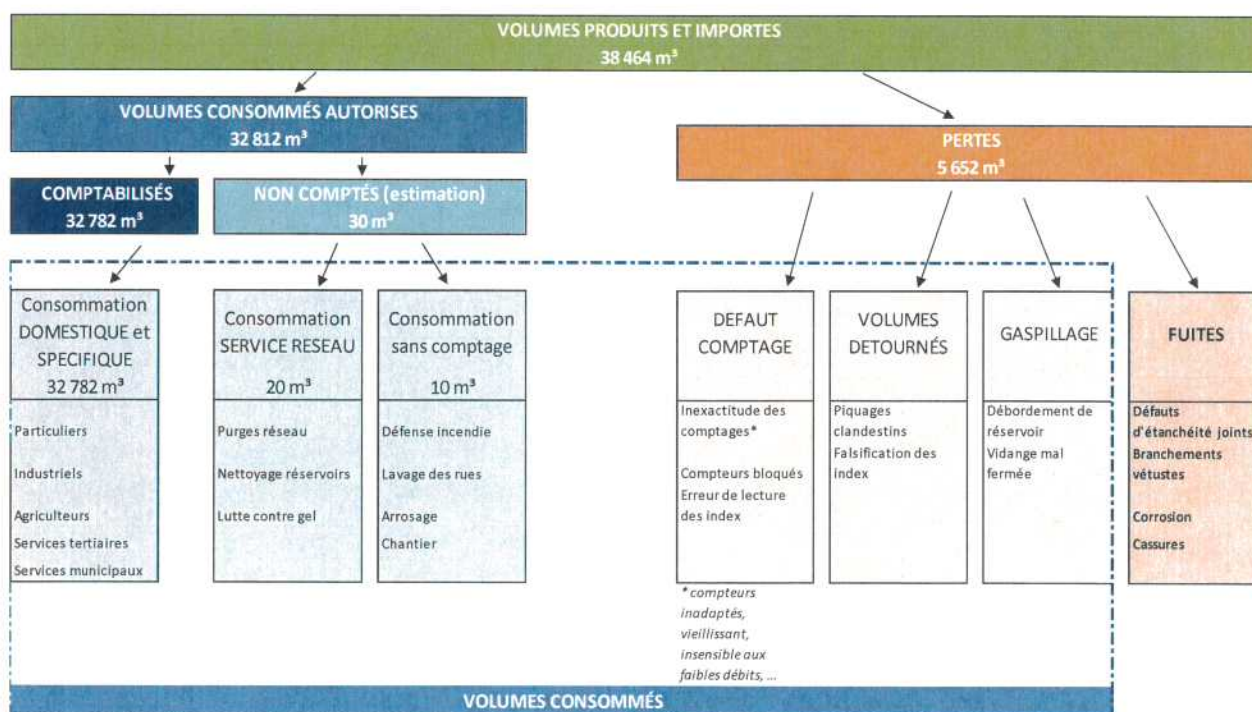 VOLUMES PRODUITS ET IMPORTES
38 464 m³
VOLUMES CONSOMMÉS AUTORISES
32 812 m³
PERTES
5 652 m³
COMPTABILISÉS
32 782 m³
NON COMPTÉS (estimation)
30 m³
Consommation
DOMESTIQUE et
SPECIFIQUE
32 782 m³
Particuliers
Industriels
Agriculteurs
Services tertiaires
Services municipaux
Consommation
SERVICE RESEAU
20 m³
Purges réseau
Nettoyage réservoirs
Lutte contre gel
Consommation
sans comptage
10 m³
Défense incendie
Lavage des rues
Arrosage
Chantier
DEFAUT
COMPTAGE
Inexactitude des
comptages*
Compteurs bloqués
Erreur de lecture
des index
* compteurs
inadaptés,
vieillissant,
insensible aux
faibles débits, ...
VOLUMES
DETOURNÉS
Piquages
clandestins
Falsification des
index
GASPILLAGE
Débordement de
réservoir
Vidange mal
fermée
FUITES
Défauts
d'étanchéité joints
Branchements
vétustes
Corrosion
Cassures
VOLUMES CONSOMMÉS